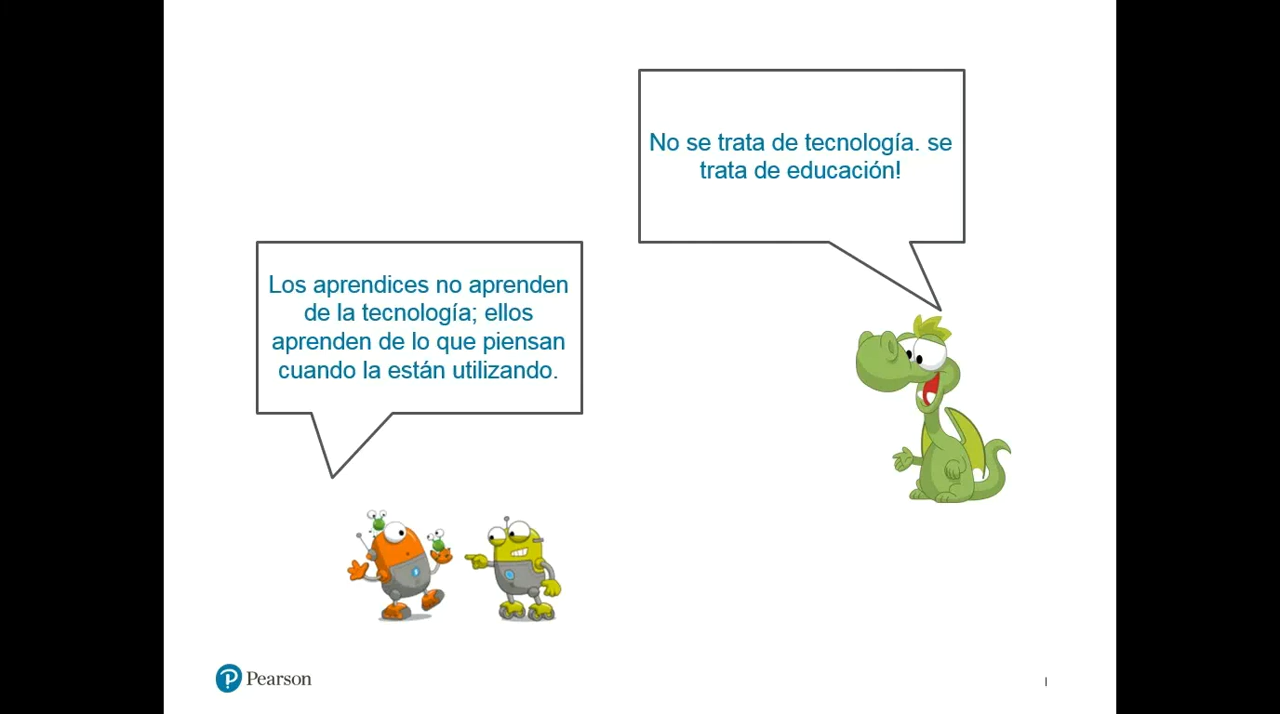 No se trata de tecnología. se
trata de educación!
Los aprendices no aprenden
de la tecnología; ellos
aprenden de lo que piensan
cuando la están utilizando.
Pearson